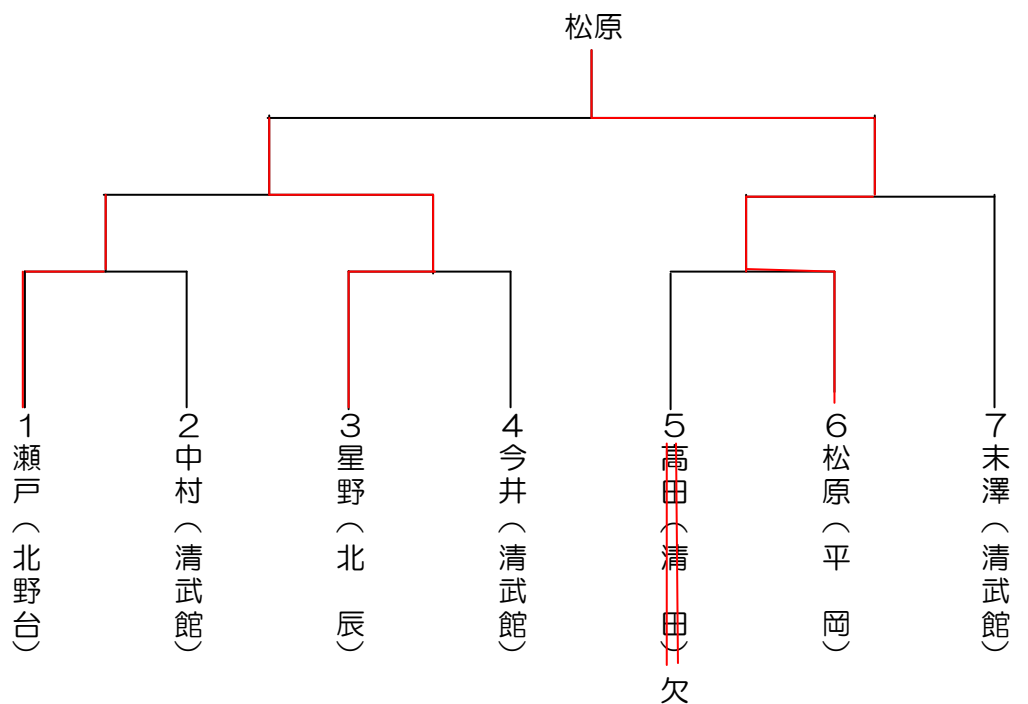 松原
1瀬戸（北野台）
2中村（清武館）
3星野（北　辰）
4今井（清武館）
5高田（清　田）欠
6松原（平　岡）
7末澤（清武館）